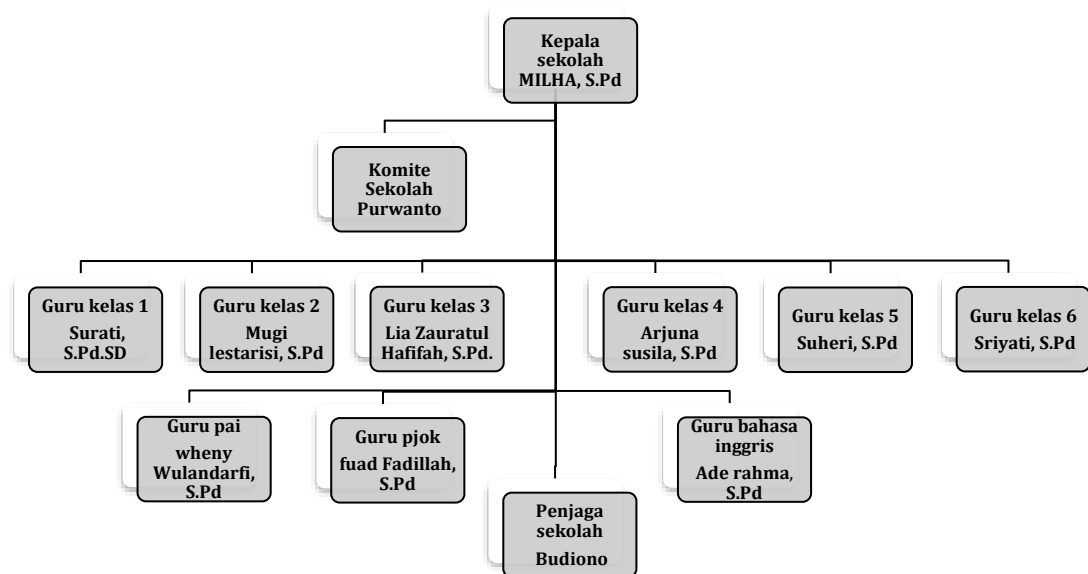 Kepala
sekolah
MILHA, S.Pd
Komite
Sekolah
Purwanto
Guru kelas 1
Surati,
S.Pd.SD
Guru kelas 2
Mugi
lestarisi, S.Pd
Guru kelas 3
Lia Zauratul
Hafifah, S.Pd.
Guru kelas 4
Arjuna
susila, S.Pd
Guru kelas 5
Suheri, S.Pd
Guru kelas 6
Sriyati, S.Pd
Guru pai
wheny
Wulandarfi,
S.Pd
Guru pjok
fuad Fadillah,
S.Pd
Guru bahasa
inggris
Ade rahma,
S.Pd
Penjaga
sekolah
Budiono